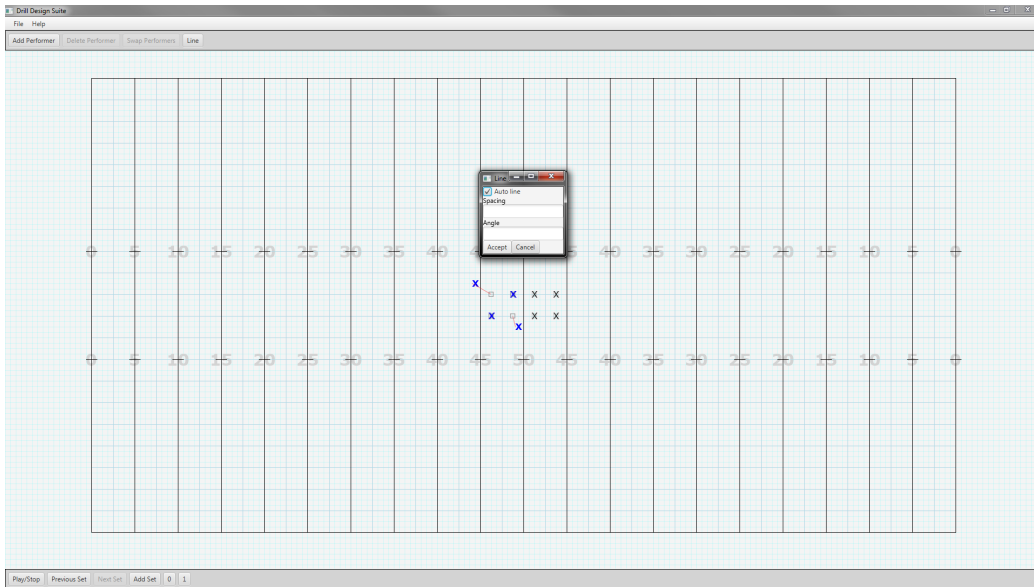 Drill Design Suite
File Help
Add Performer Delete Performer Swap Performers Line
Line
Auto line
Spacing
Angle
Accept Cancel
0 5 10 15 20 25 30 35 40 45 40 35 30 25 20 15 10 5 0
X
X X X
X X X
X
0 5 10 15 20 25 30 35 40 45 50 45 40 35 30 25 20 15 10 5 0
Play/Stop Previous Set Next Set Add Set 0 1